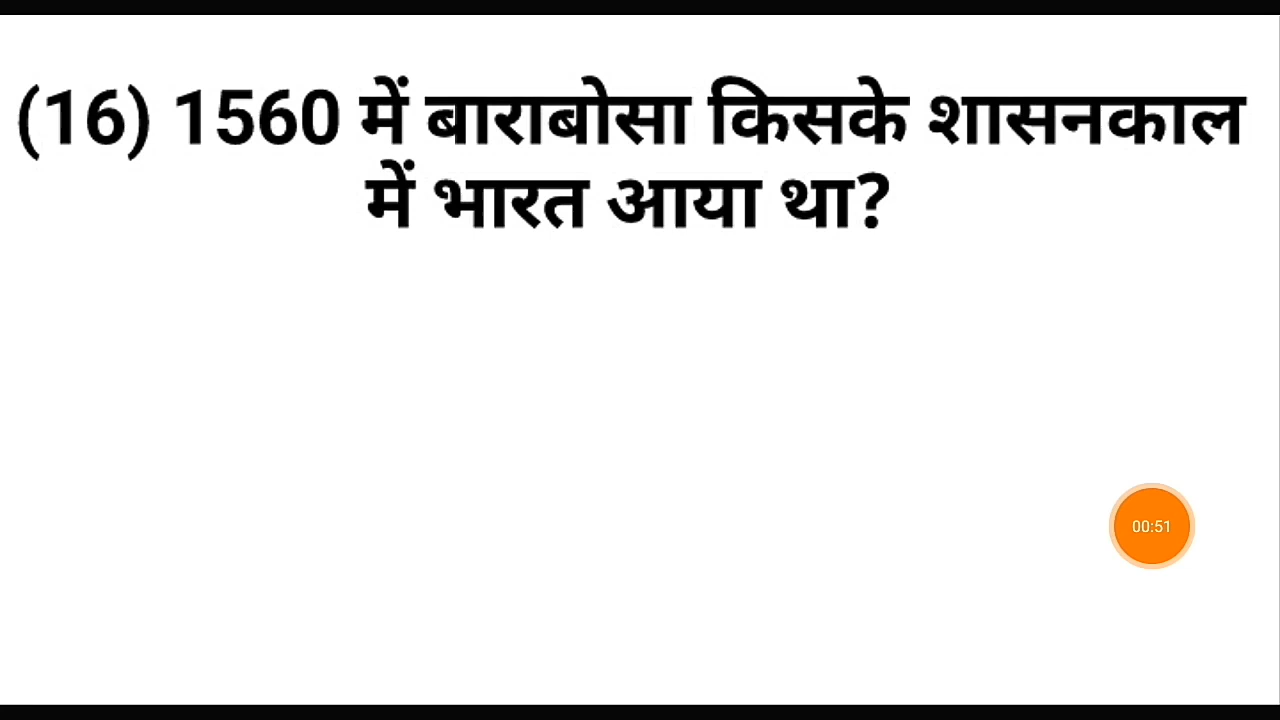 (16) 1560 में बाराबोसा किसके शासनकाल
में भारत आया था?
00:51